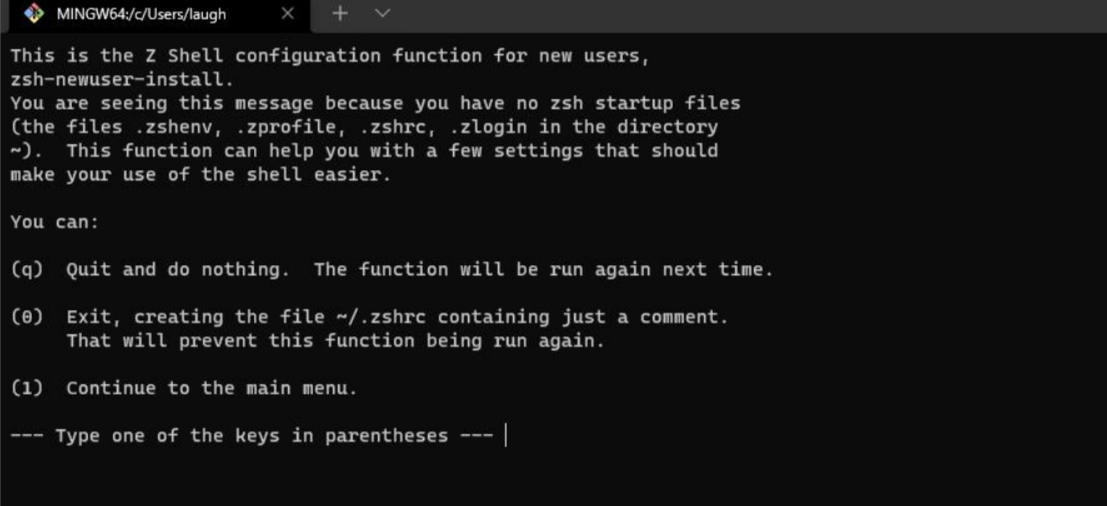 MINGW64:/c/Users/laugh
This is the Z Shell configuration function for new users,
zsh-newuser-install.
You are seeing this message because you have no zsh startup files
(the files .zshenv, .zprofile, .zshrc, .zlogin in the directory
~).  This function can help you with a few settings that should
make your use of the shell easier.
You can:
(q)  Quit and do nothing.  The function will be run again next time.
(0)  Exit, creating the file ~/.zshrc containing just a comment.
That will prevent this function being run again.
(1)  Continue to the main menu.
--- Type one of the keys in parentheses ---